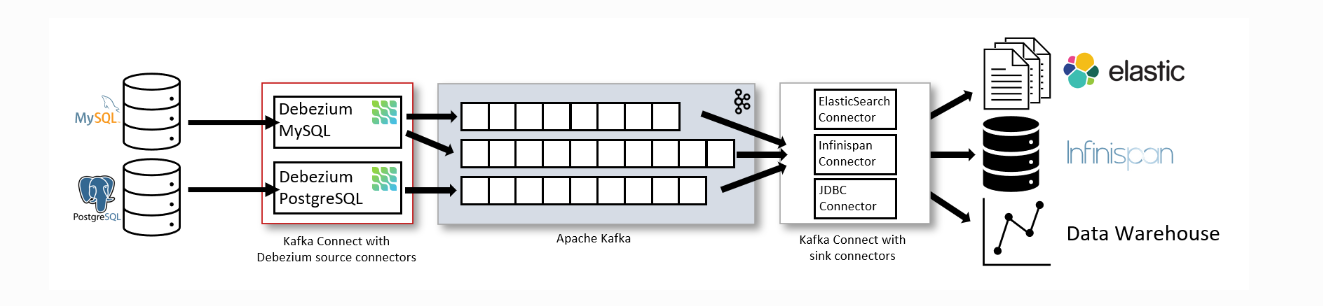 MySQL
PostgreSQL
Debezium
MySQL
Debezium
PostgreSQL
Kafka Connect with
Debezium source connectors
Apache Kafka
ElasticSearch
Connector
Infinispan
Connector
JDBC
Connector
Kafka Connect with
sink connectors
elastic
Infinispan
Data Warehouse